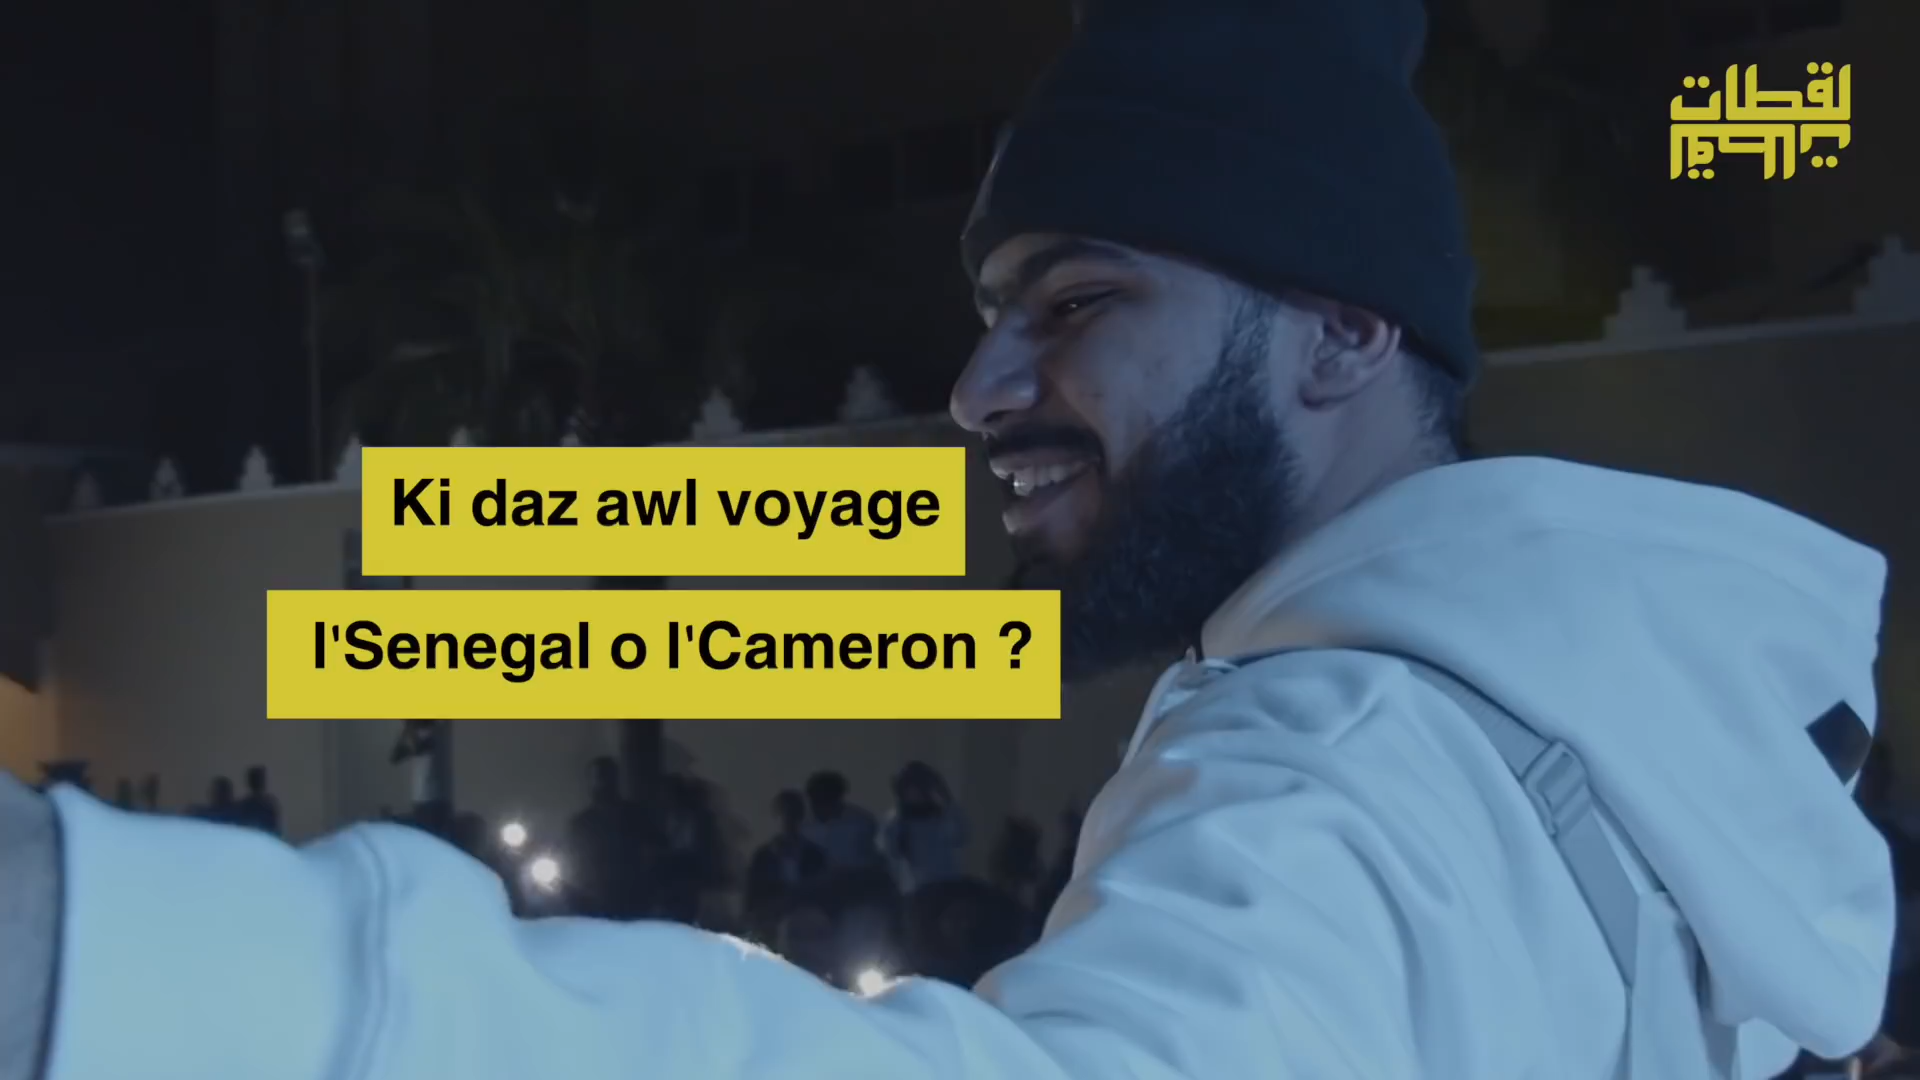 لقطات
Ki daz awl voyage
l'Senegal o l'Cameron ?